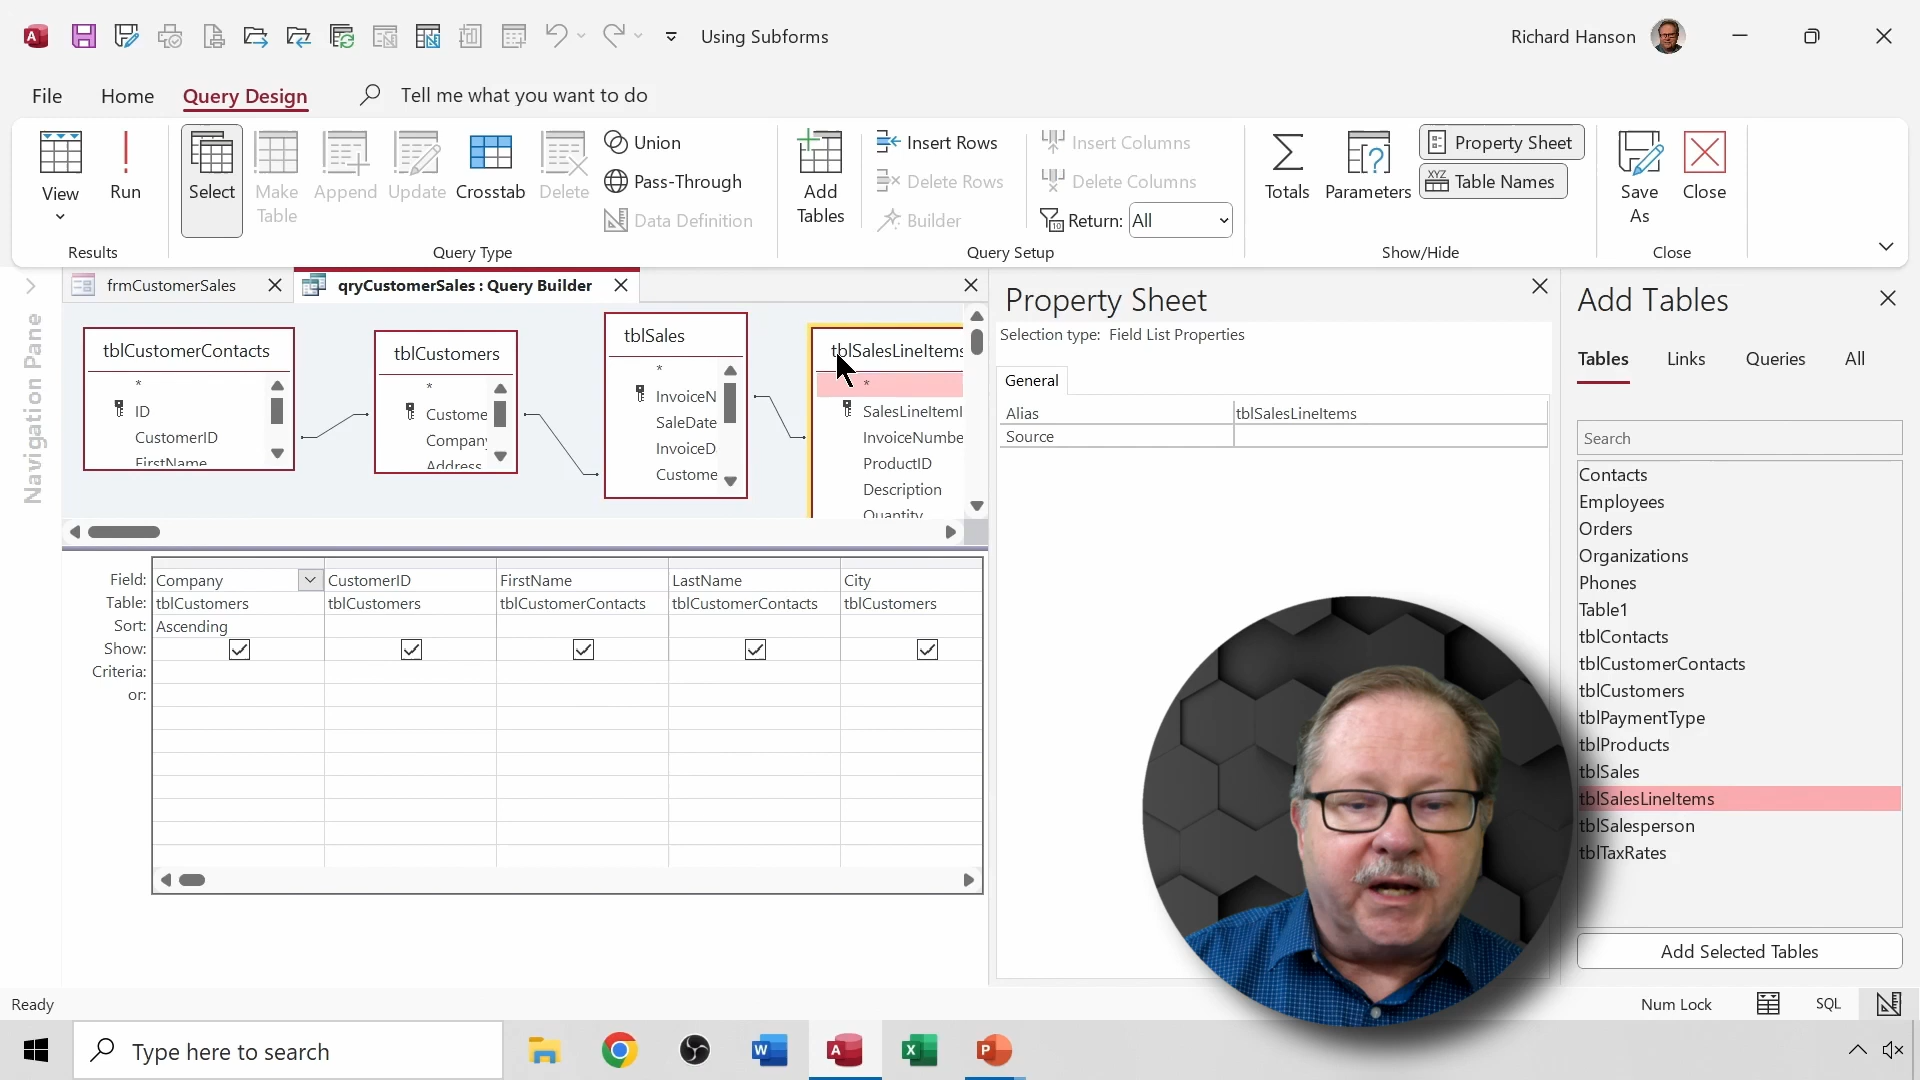 Using Subforms
Richard Hanson
File
Home
Query Design
Tell me what you want to do
View
Run
Results
Select
Make
Table
Append
Update
Crosstab
Delete
Union
Pass-Through
Data Definition
Query Type
Add
Tables
Insert Rows
Delete Rows
Builder
Insert Columns
Delete Columns
Return: All
Query Setup
Totals
Parameters
Property Sheet
Table Names
Show/Hide
Save
As
Close
Close
Navigation Pane
frmCustomerSales
qryCustomerSales : Query Builder
tblCustomerContacts
*
ID
CustomerID
FirstName
tblCustomers
*
Custome
Company
Address
tblSales
*
InvoiceN
SaleDate
InvoiceD
Custome
tblSalesLineItems
*
SalesLineItemI
InvoiceNumbe
ProductID
Description
Quantity
Field: Company CustomerID FirstName LastName City
Table: tblCustomers tblCustomers tblCustomerContacts tblCustomerContacts tblCustomers
Sort: Ascending
Show:
Criteria:
or:
Property Sheet
Selection type: Field List Properties
General
Alias tblSalesLineItems
Source
Add Tables
Tables Links Queries All
Search
Contacts
Employees
Orders
Organizations
Phones
Table1
tblContacts
tblCustomerContacts
tblCustomers
tblPaymentType
tblProducts
tblSales
tblSalesLineItems
tblSalesperson
tblTaxRates
Add Selected Tables
Ready
Num Lock
SQL
Type here to search